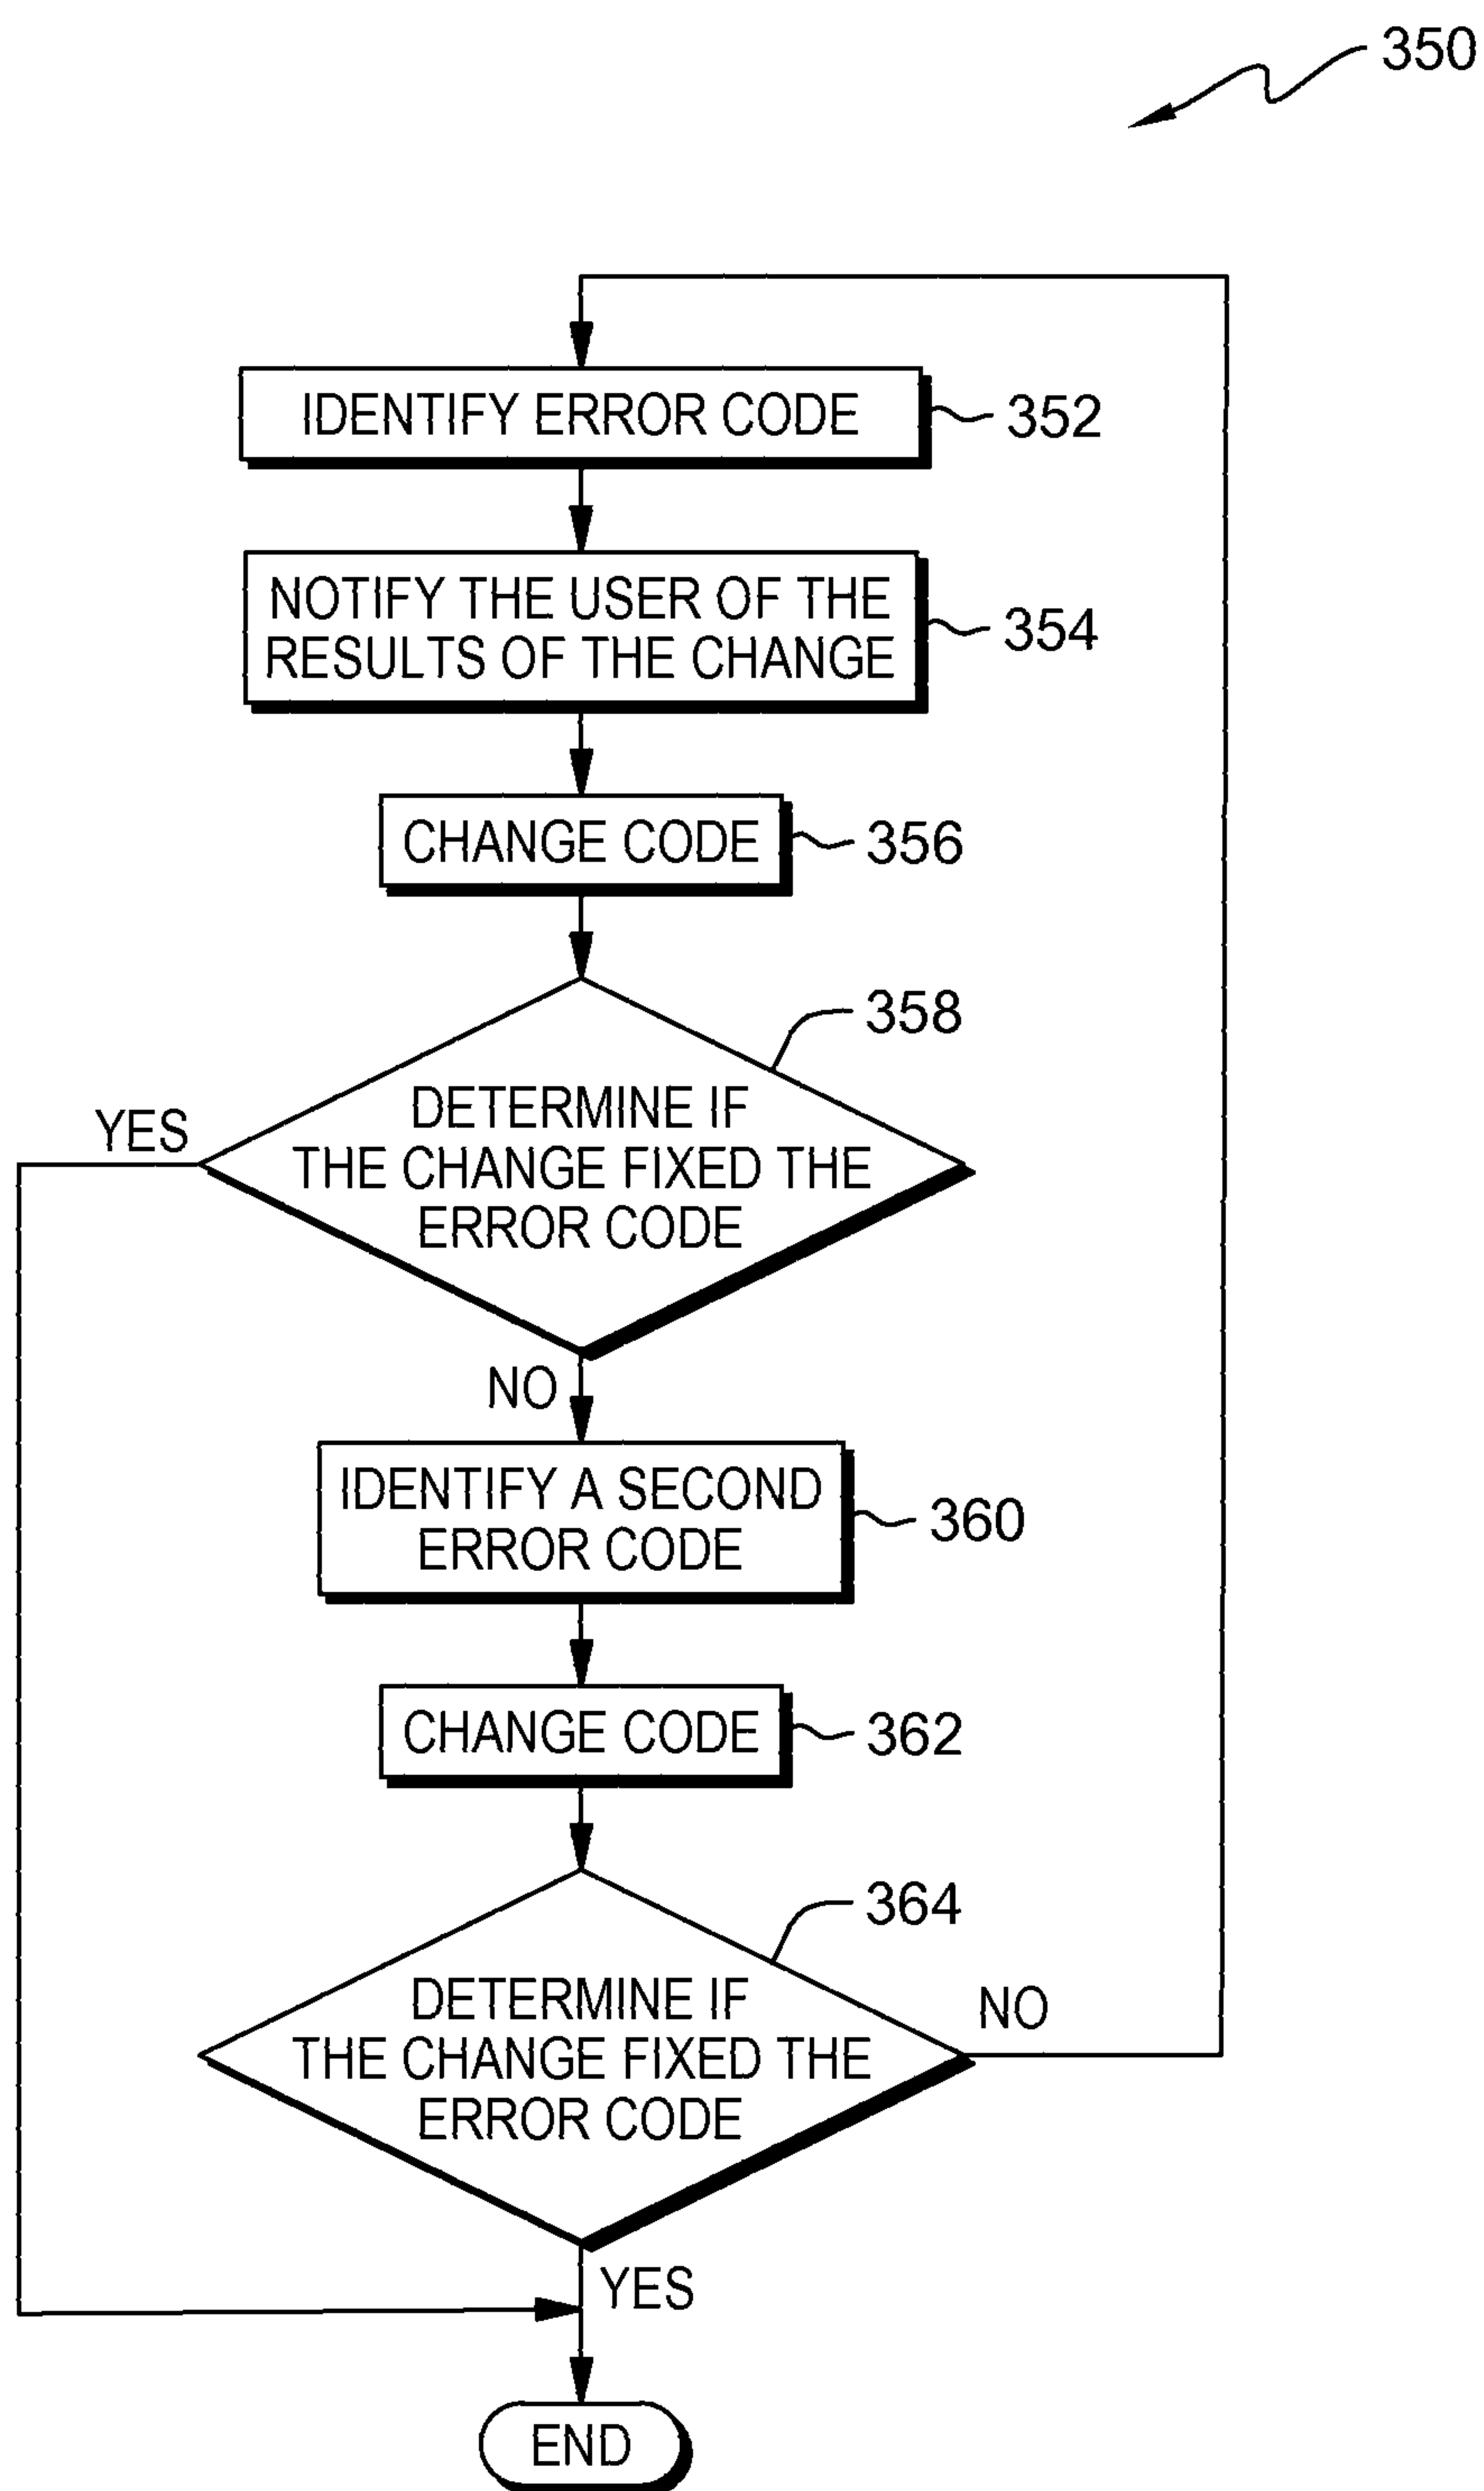 350
IDENTIFY ERROR CODE
352
NOTIFY THE USER OF THE
RESULTS OF THE CHANGE
354
CHANGE CODE
356
358
DETERMINE IF
THE CHANGE FIXED THE
ERROR CODE
YES
NO
IDENTIFY A SECOND
ERROR CODE
360
CHANGE CODE
362
364
DETERMINE IF
THE CHANGE FIXED THE
ERROR CODE
NO
YES
END